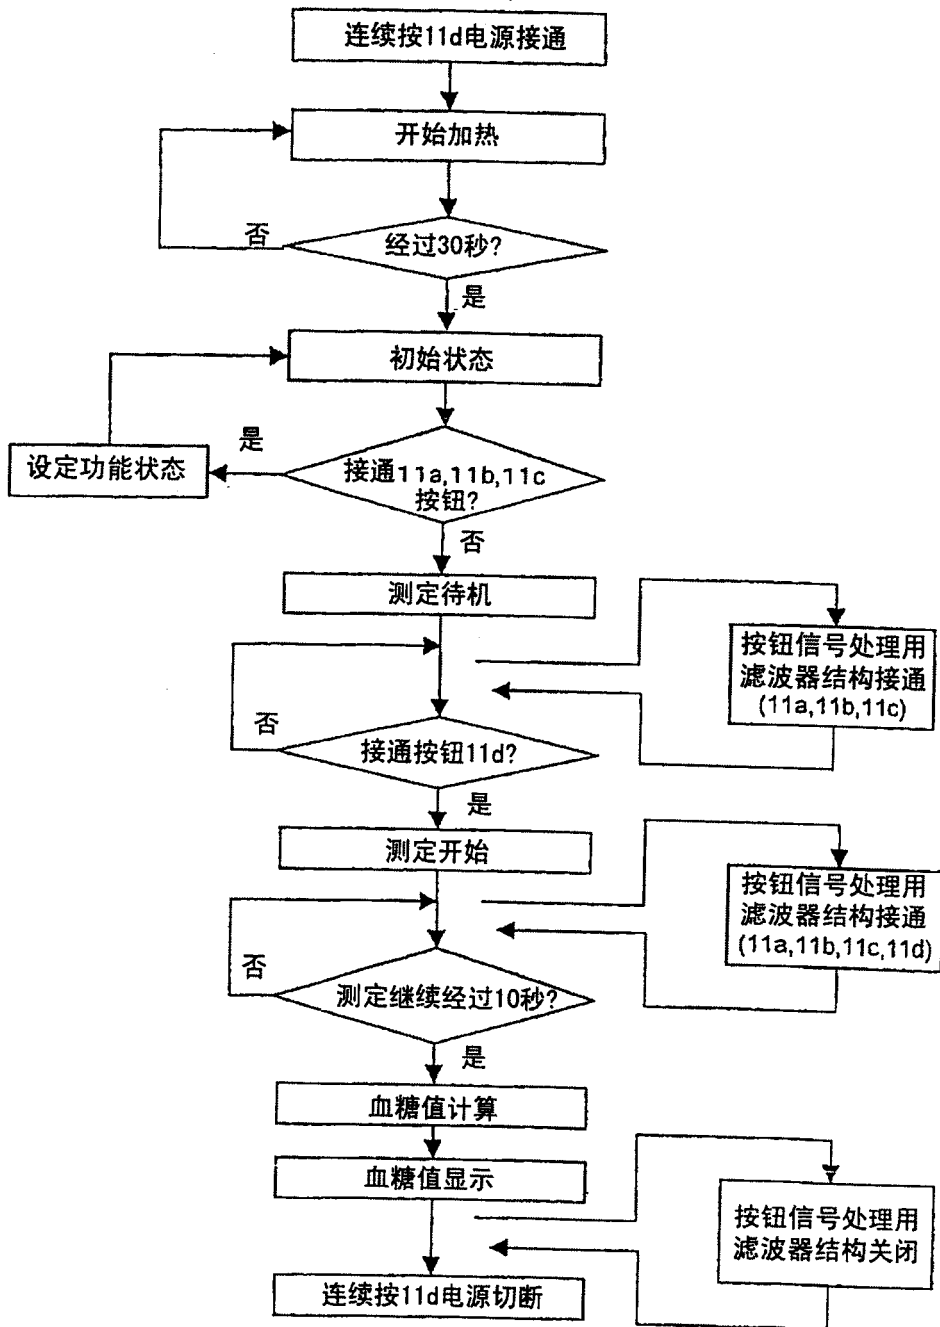 连续按11d电源接通
开始加热
否
经过30秒?
是
初始状态
是
设定功能状态
接通11a,11b,11c
按钮?
否
测定待机
按钮信号处理用
滤波器结构接通
(11a,11b,11c)
否
接通按钮11d?
是
测定开始
按钮信号处理用
滤波器结构接通
(11a,11b,11c,11d)
否
测定继续经过10秒?
是
血糖值计算
血糖值显示
按钮信号处理用
滤波器结构关闭
连续按11d电源切断